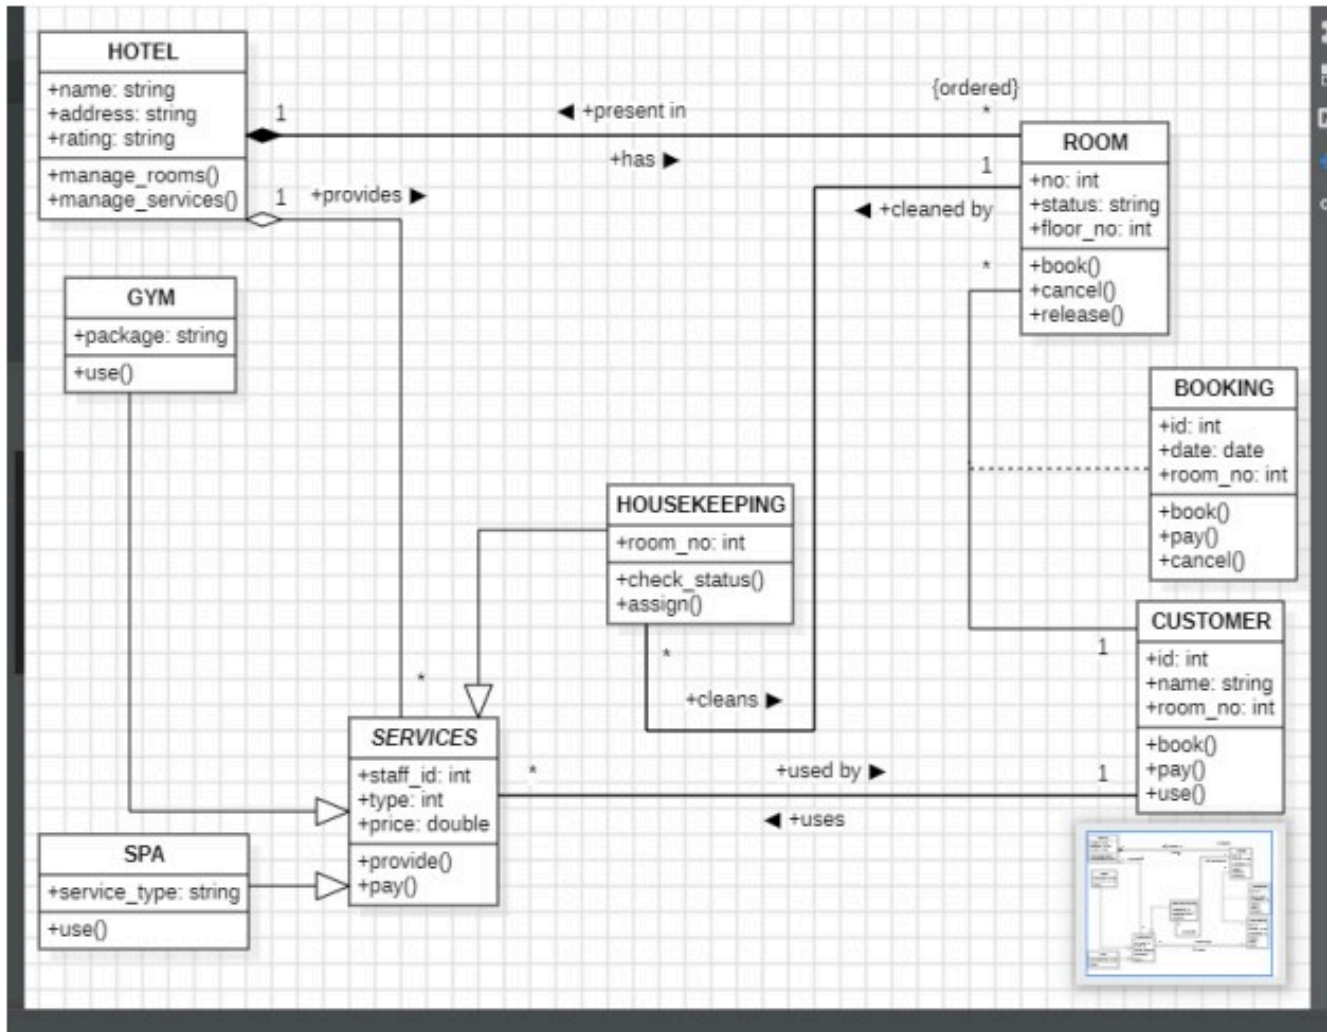 HOTEL
+name: string
+address: string
+rating: string
+manage_rooms()
+manage_services()
1
◄ +present in
{ordered}
*
+has ►
1
+provides ►
ROOM
+no: int
+status: string
+floor_no: int
+book()
+cancel()
+release()
1
◄ +cleaned by
*
GYM
+package: string
+use()
BOOKING
+id: int
+date: date
+room_no: int
+book()
+pay()
+cancel()
HOUSEKEEPING
+room_no: int
+check_status()
+assign()
*
+cleans ►
CUSTOMER
+id: int
+name: string
+room_no: int
+book()
+pay()
+use()
1
*
SERVICES
+staff_id: int
+type: int
+price: double
+provide()
+pay()
*
+used by ►
1
◄ +uses
SPA
+service_type: string
+use()